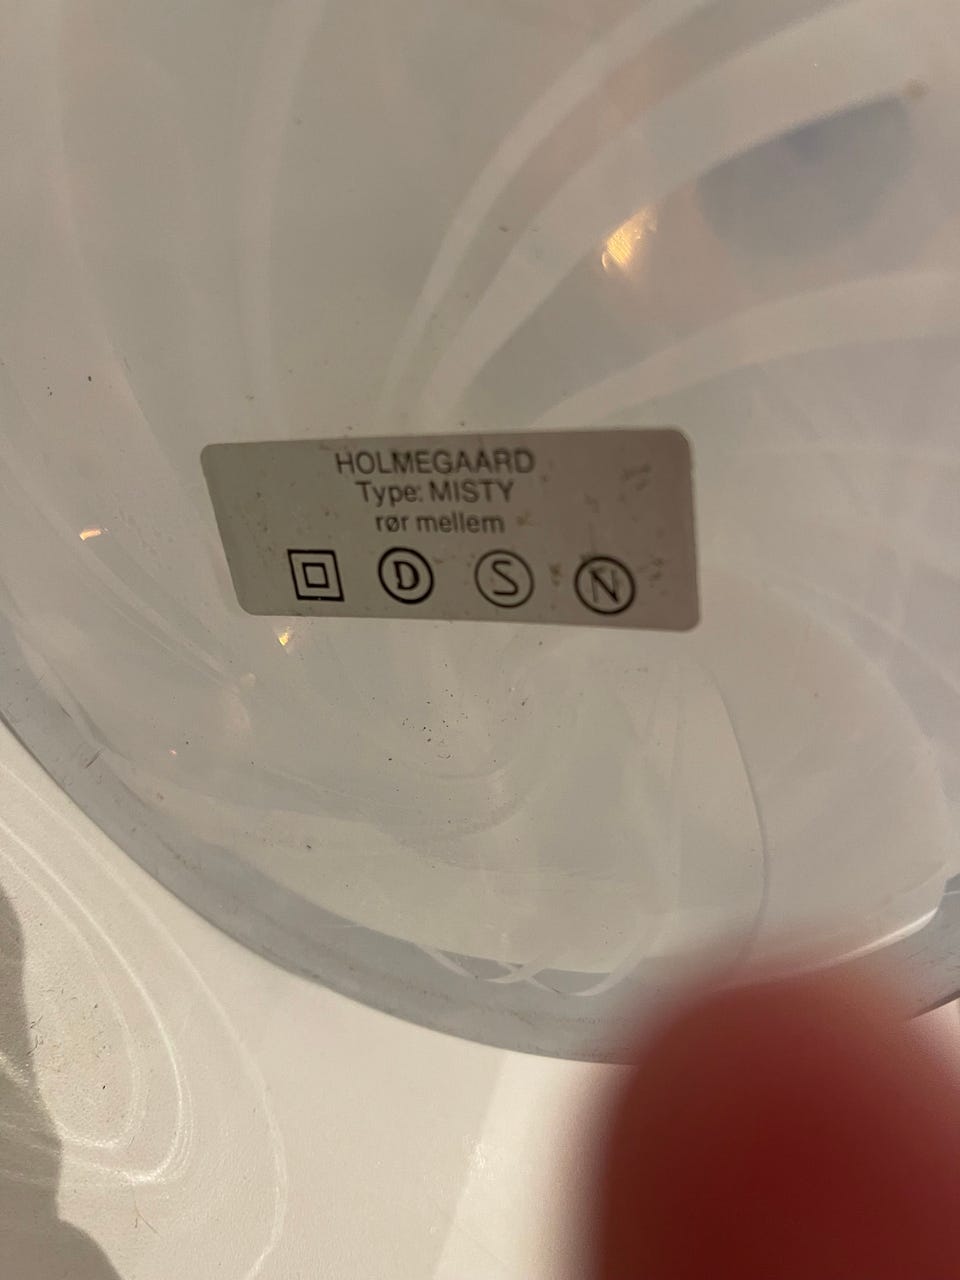 HOLMEGAARD
Type: MISTY
rør mellem
D S N